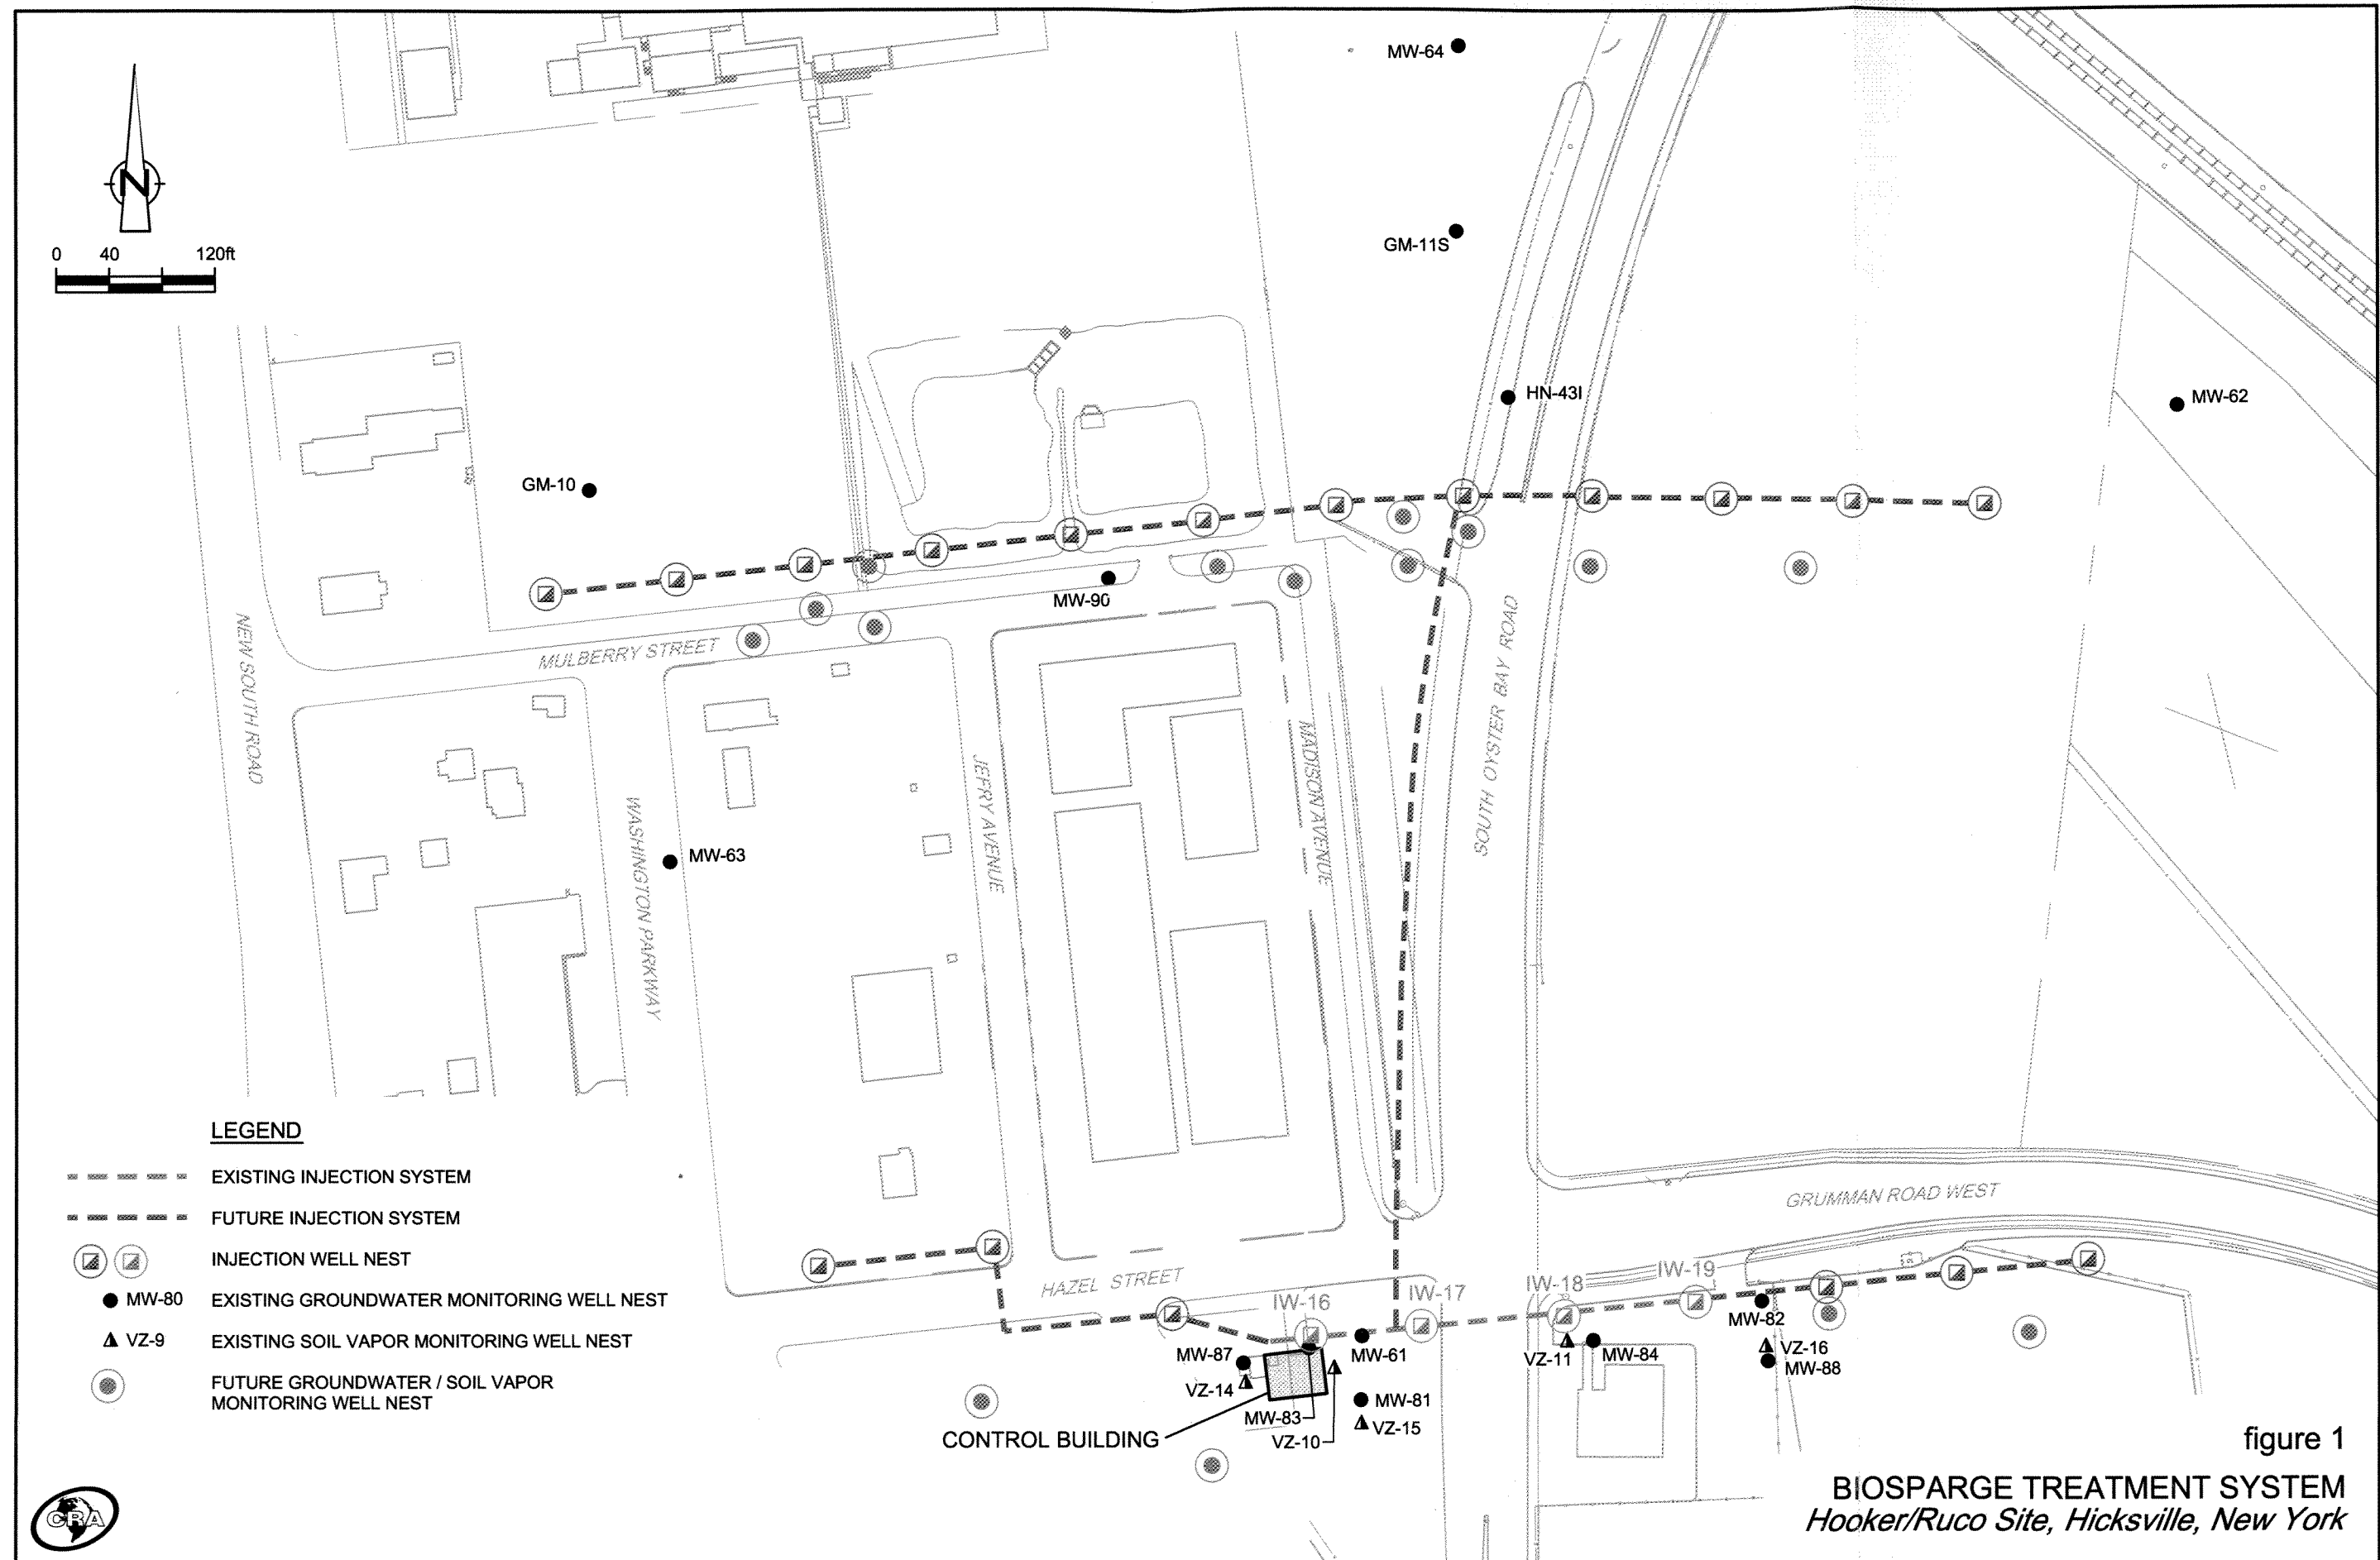 MW-64
N
0 40 120ft
GM-11S
HN-43I
MW-62
GM-10
MW-90
MULBERRY STREET
NEW SOUTH ROAD
SOUTH OYSTER BAY ROAD
MADISON AVENUE
JEFRY AVENUE
WASHINGTON PARKWAY
MW-63
LEGEND
EXISTING INJECTION SYSTEM
FUTURE INJECTION SYSTEM
INJECTION WELL NEST
MW-80 EXISTING GROUNDWATER MONITORING WELL NEST
VZ-9 EXISTING SOIL VAPOR MONITORING WELL NEST
FUTURE GROUNDWATER / SOIL VAPOR
MONITORING WELL NEST
GRUMMAN ROAD WEST
HAZEL STREET
IW-16
IW-17
IW-18
IW-19
MW-82
MW-87
MW-61
VZ-11
MW-84
VZ-16
MW-88
VZ-14
MW-81
MW-83
VZ-15
VZ-10
CONTROL BUILDING
CRA
figure 1
BIOSPARGE TREATMENT SYSTEM
Hooker/Ruco Site, Hicksville, New York